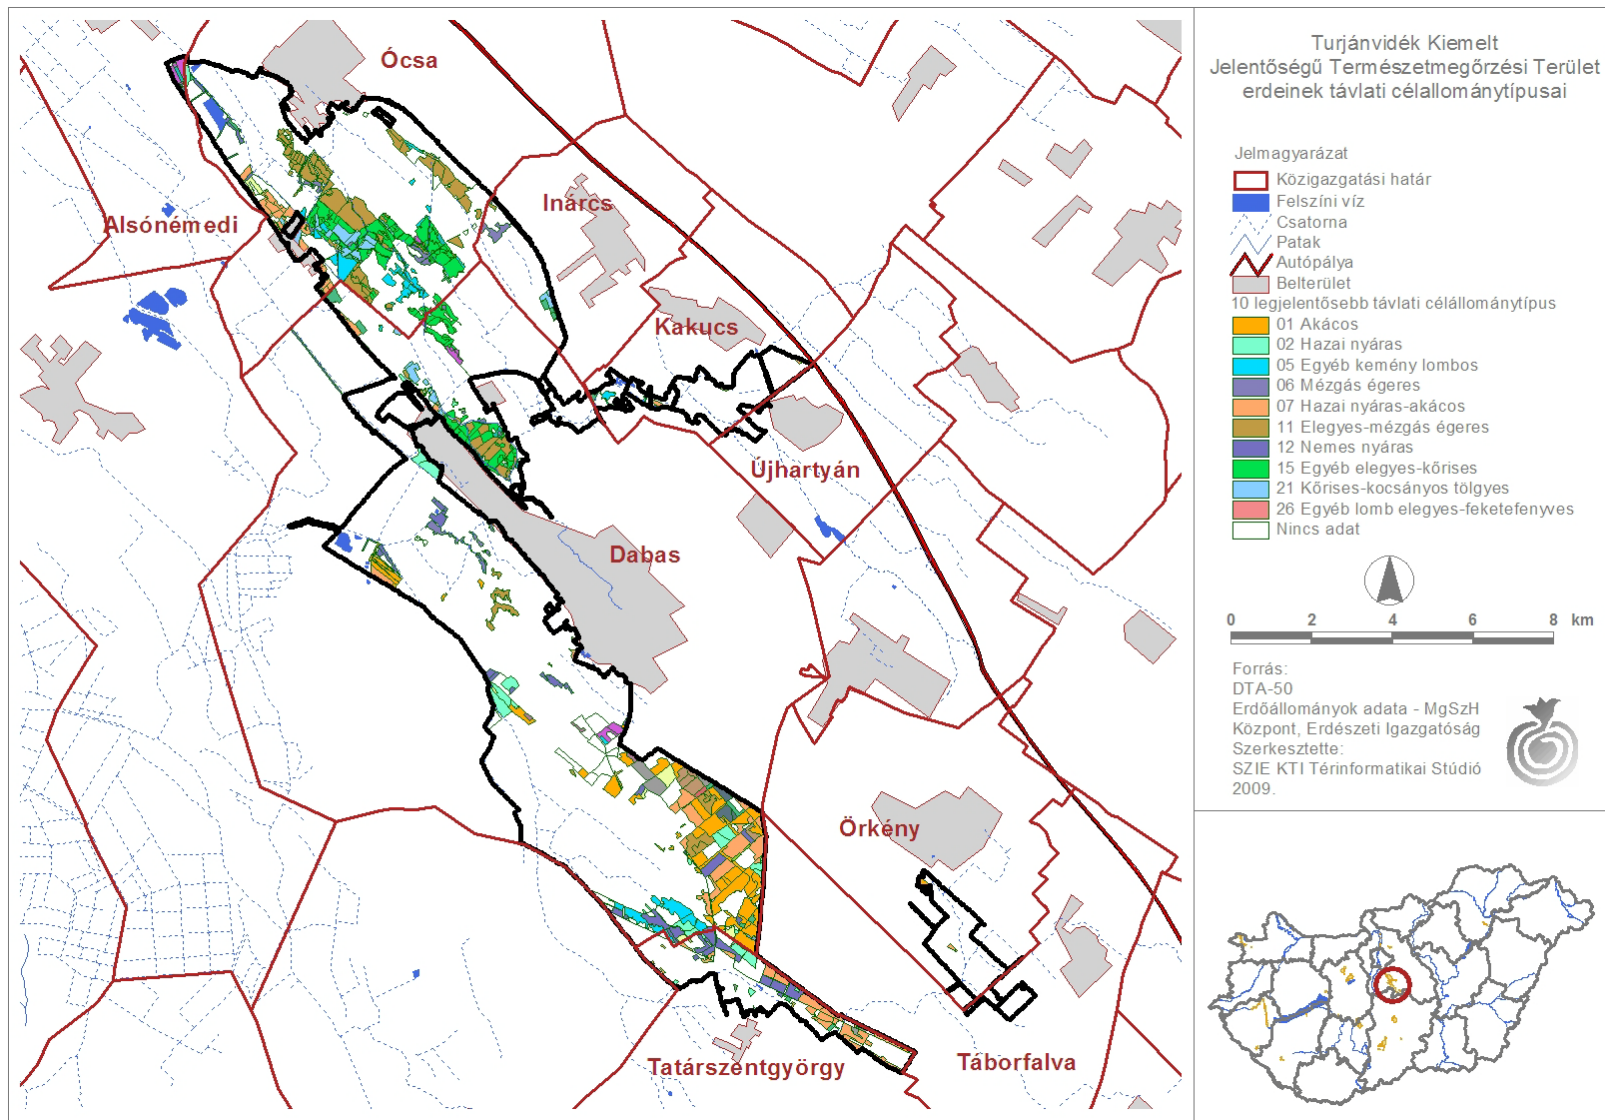 Turjánvidék Kiemelt
Jelentőségű Természetmegőrzési Terület
erdeinek távlati célallománytípusai
Jelmagyarázat
Közigazgatási határ
Felszíni víz
Csatorna
Patak
Autópálya
Belterület
10 legjelentősebb távlati célállománytípus
01 Akácos
02 Hazai nyáras
05 Egyéb kemény lombos
06 Mézgás égeres
07 Hazai nyáras-akácos
11 Elegyes-mézgás égeres
12 Nemes nyáras
15 Egyéb elegyes-kőrises
21 Kőrises-kocsányos tölgyes
26 Egyéb lomb elegyes-feketefenyves
Nincs adat
0 2 4 6 8 km
Forrás:
DTA-50
Erdőállományok adata - MgSzH
Központ, Erdészeti Igazgatóság
Szerkesztette:
SZIE KTI Térinformatikai Stúdió
2009.
Ócsa
Inárcs
Alsónémedi
Kakucs
Újhartyán
Dabas
Örkény
Tatárszentgyörgy
Táborfalva